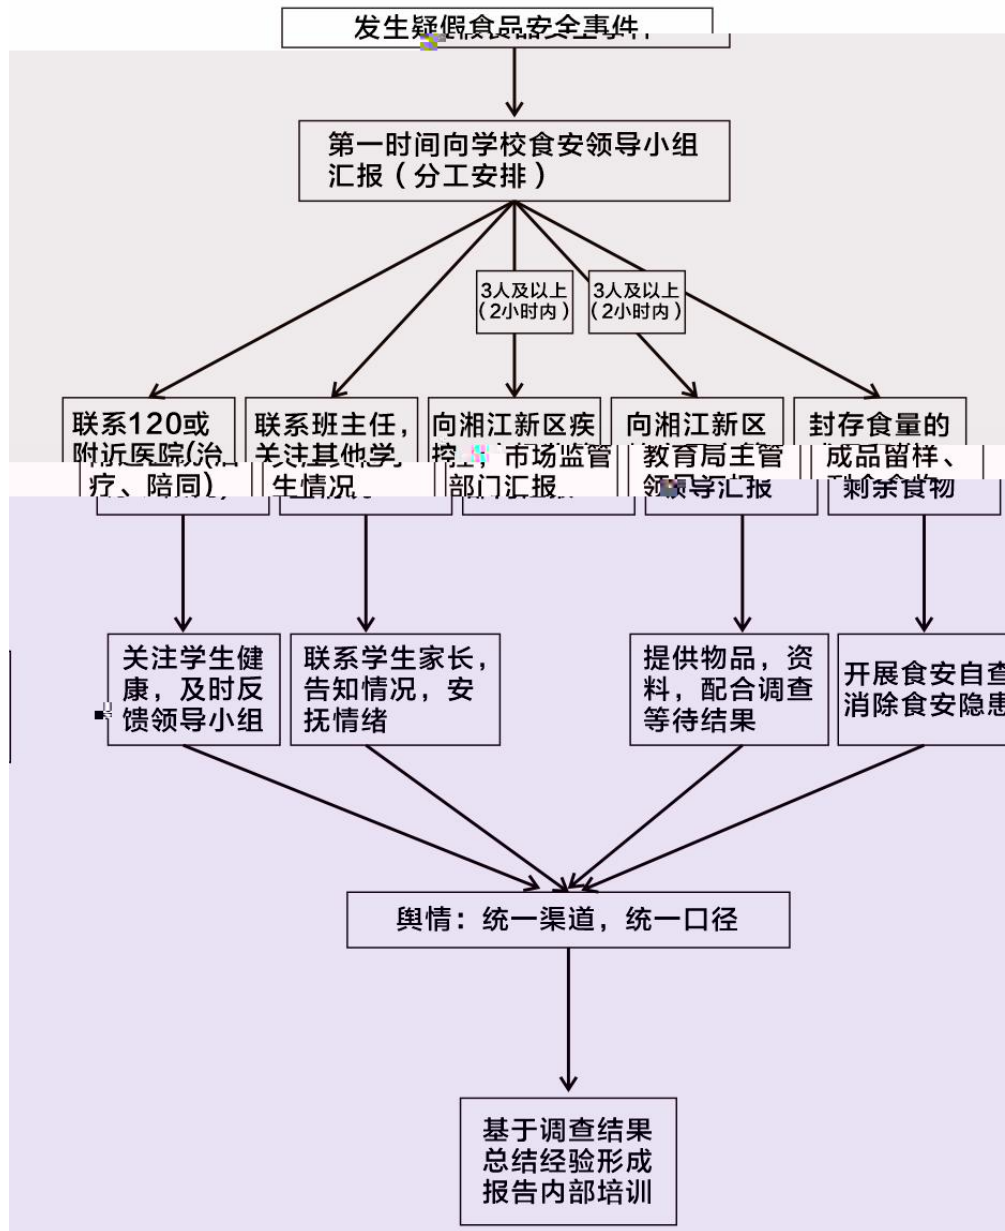 发生疑假食品安全事件
第一时间向学校食安领导小组
汇报（分工安排）
3人及以上
（2小时内）
3人及以上
（2小时内）
联系120或
附近医院(治
疗、陪同)
联系班主任，
关注其他学
生情况
向湘江新区疾
控 市场监管
部门汇报
向湘江新区
教育局主管
领导汇报
封存食量的
成品留样、
剩余食物
关注学生健
康，及时反
馈领导小组
联系学生家长，
告知情况，安
抚情绪
提供物品，资
料，配合调查
等待结果
开展食安自查
消除食安隐患
舆情：统一渠道，统一口径
基于调查结果
总结经验形成
报告内部培训